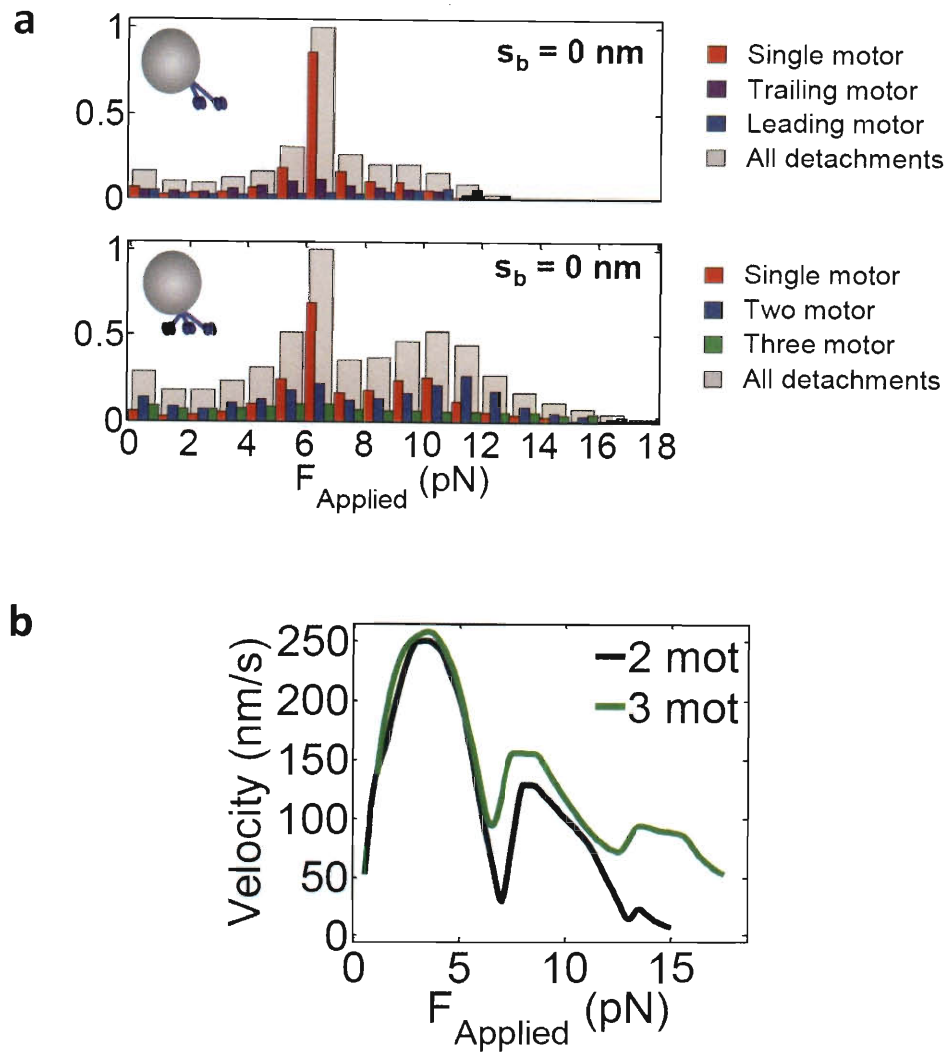 a
1
0.5
0
s_b = 0 nm
Single motor
Trailing motor
Leading motor
All detachments
1
0.5
0
s_b = 0 nm
Single motor
Two motor
Three motor
All detachments
0 2 4 6 8 10 12 14 16 18
F_Applied (pN)
b
Velocity (nm/s)
250
200
150
100
50
0
2 mot
3 mot
0 5 10 15
F_Applied (pN)